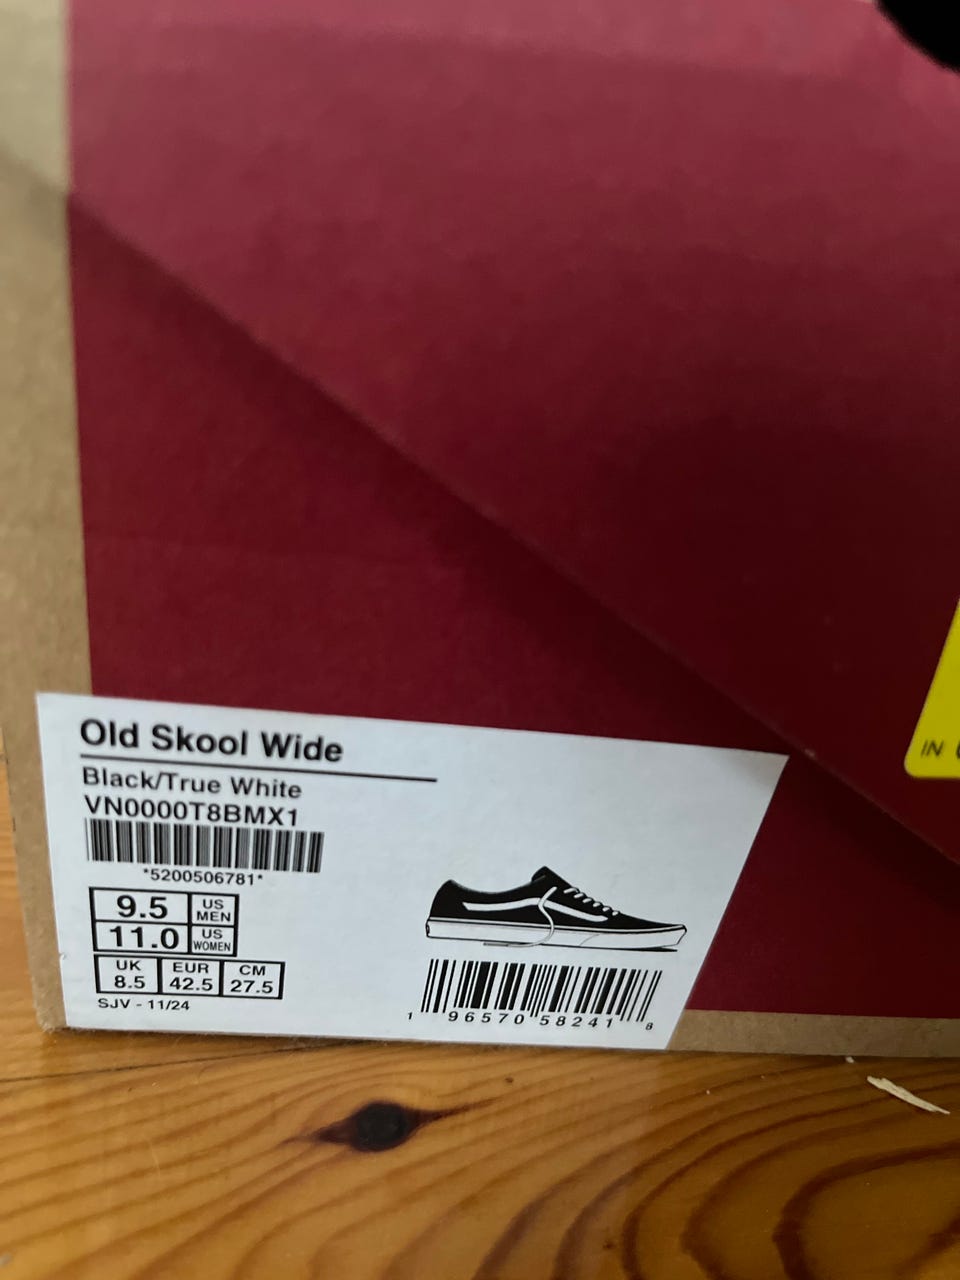 Old Skool Wide
Black/True White
VN0000T8BMX1
*5200506781*
9.5 US MEN
11.0 US WOMEN
UK EUR CM
8.5 42.5 27.5
SJV - 11/24
1 96570 58241 8
IN